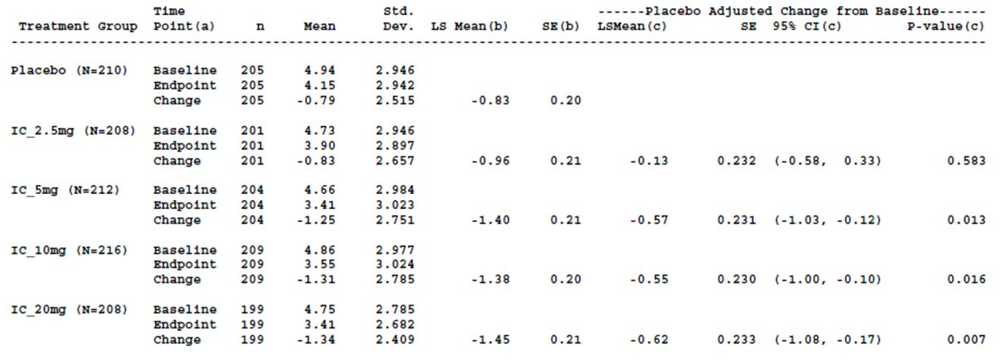 Time Std. ------Placebo Adjusted Change from Baseline------
Treatment Group Point(a) n Mean Dev. LS Mean(b) SE(b) LSMean(c) SE 95% CI(c) P-value(c)
Placebo (N=210) Baseline 205 4.94 2.946
Endpoint 205 4.15 2.942
Change 205 -0.79 2.515 -0.83 0.20
IC_2.5mg (N=208) Baseline 201 4.73 2.946
Endpoint 201 3.90 2.897
Change 201 -0.83 2.657 -0.96 0.21 -0.13 0.232 (-0.58, 0.33) 0.583
IC_5mg (N=212) Baseline 204 4.66 2.984
Endpoint 204 3.41 3.023
Change 204 -1.25 2.751 -1.40 0.21 -0.57 0.231 (-1.03, -0.12) 0.013
IC_10mg (N=216) Baseline 209 4.86 2.977
Endpoint 209 3.55 3.024
Change 209 -1.31 2.785 -1.38 0.20 -0.55 0.230 (-1.00, -0.10) 0.016
IC_20mg (N=208) Baseline 199 4.75 2.785
Endpoint 199 3.41 2.682
Change 199 -1.34 2.409 -1.45 0.21 -0.62 0.233 (-1.08, -0.17) 0.007